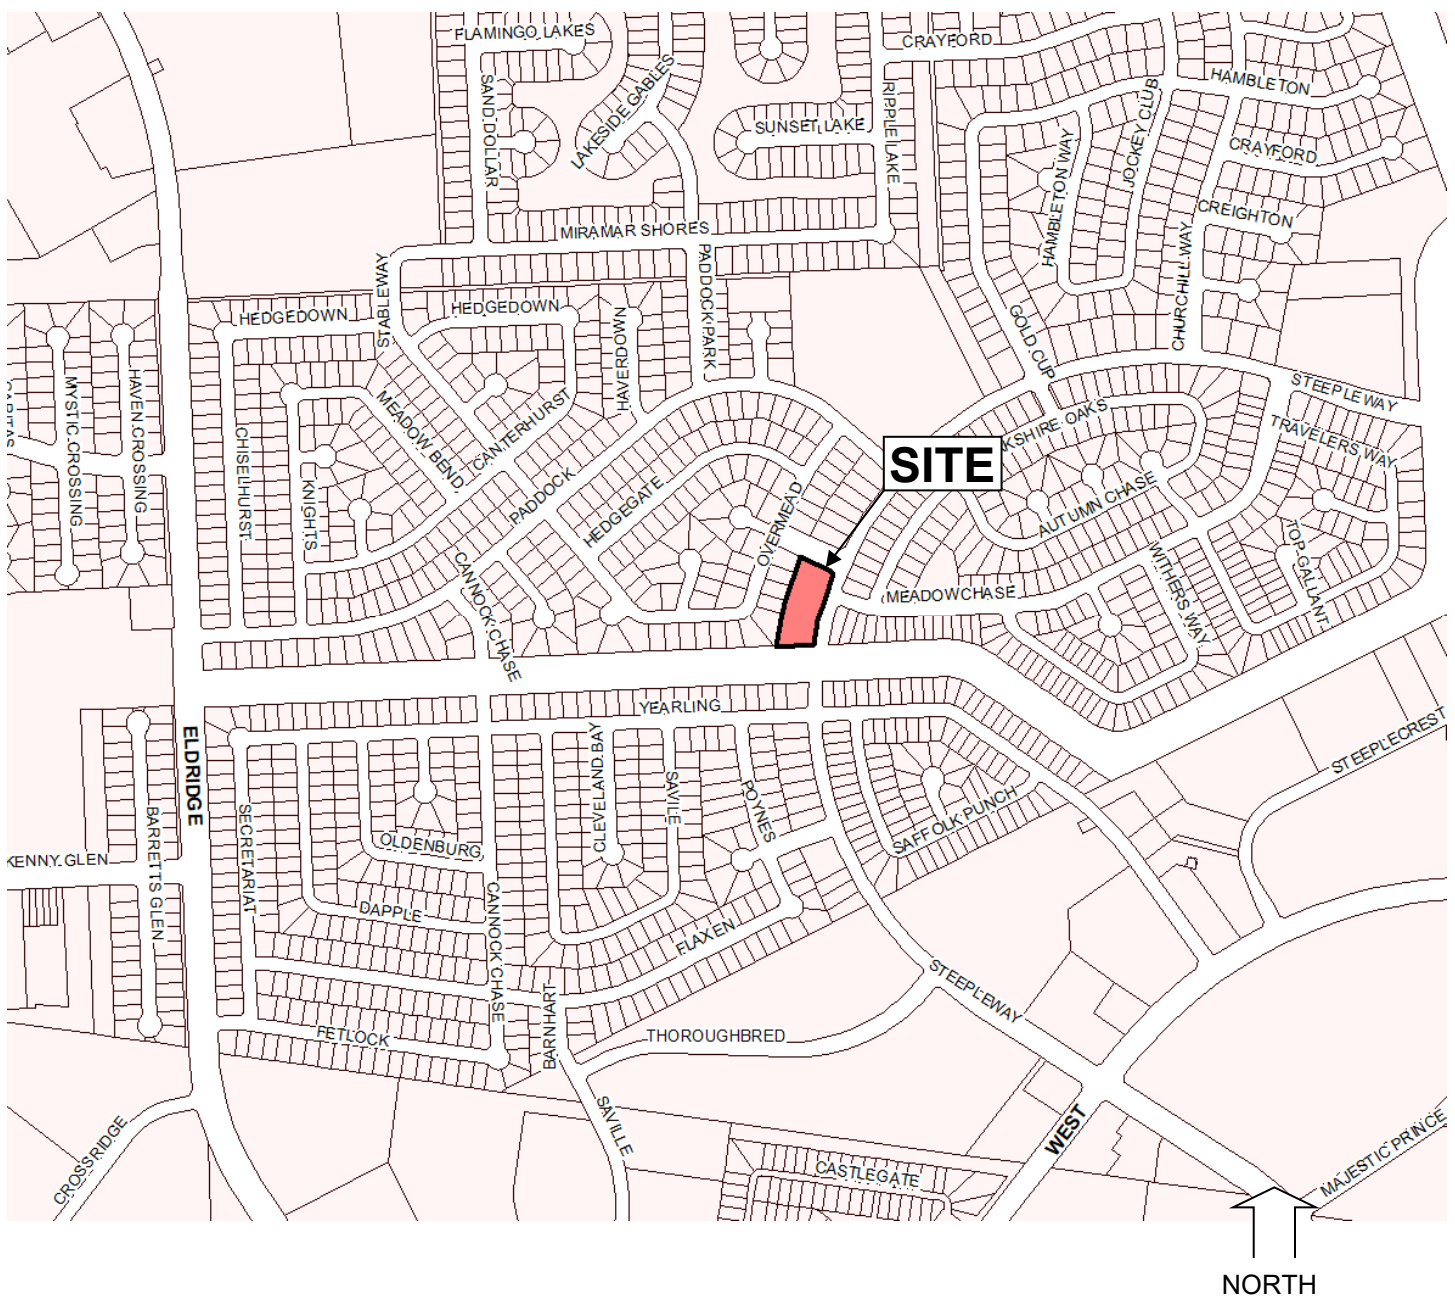 FLAMINGO LAKES
CRAYFORD
SAND DOLLAR
LAKESIDE GABLES
SUNSET LAKE
RIPPLE LAKE
HAMBLETON
JOCKEY CLUB
HAMBLETON WAY
CRAYFORD
CREIGHTON
MIRAMAR SHORES
STABLEWAY
PADDOCK PARK
CHURCHILL WAY
HEDGEDOWN
HEDGEDOWN
HAVERDOWN
GOLD CUP
MYSTIC CROSSING
HAVEN CROSSING
MEADOW BEND
CANTERHURST
STEEPLEWAY
KSHIRE OAKS
TRAVELERS WAY
SITE
CHISELHURST
KNIGHTS
PADDOCK
HEDGEGATE
OVERMEAD
AUTUMN CHASE
WITHERS WAY
TOP GALLANT
CANNOCK CHASE
MEADOWCHASE
ELDRIDGE
YEARLING
STEEPLECREST
CLEVELAND BAY
SAVILE
POYNES
SAFFOLK PUNCH
SECRETARIAT
BARRETTS GLEN
KENNY GLEN
OLDENBURG
DAPPLE
CANNOCK CHASE
FLAXEN
STEEPLEWAY
FETLOCK
BARNHART
THOROUGHBRED
SAVILLE
CROSSRIDGE
WEST
CASTLEGATE
MAJESTIC PRINCE
NORTH